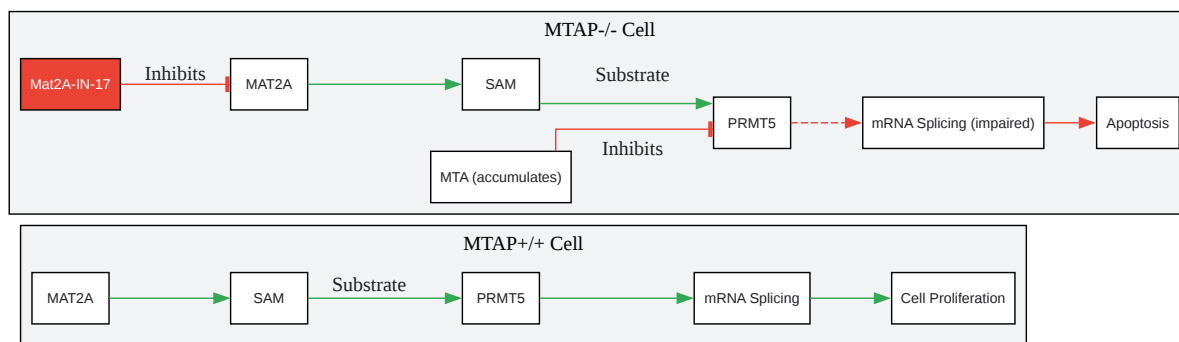 MTAP-/- Cell
Mat2A-IN-17
Inhibits
MAT2A
SAM
Substrate
MTA (accumulates)
Inhibits
PRMT5
mRNA Splicing (impaired)
Apoptosis
MTAP+/+ Cell
MAT2A
SAM
Substrate
PRMT5
mRNA Splicing
Cell Proliferation